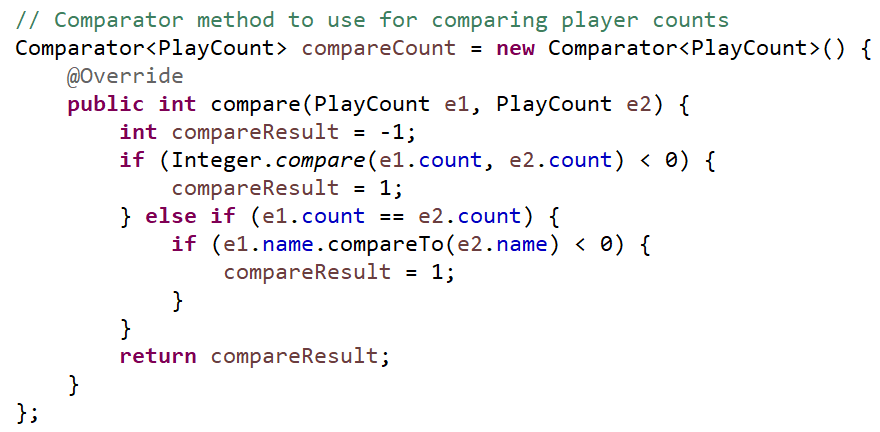 // Comparator method to use for comparing player counts
Comparator<PlayCount> compareCount = new Comparator<PlayCount>() {
    @Override
    public int compare(PlayCount e1, PlayCount e2) {
        int compareResult = -1;
        if (Integer.compare(e1.count, e2.count) < 0) {
            compareResult = 1;
        } else if (e1.count == e2.count) {
            if (e1.name.compareTo(e2.name) < 0) {
                compareResult = 1;
            }
        }
        return compareResult;
    }
};